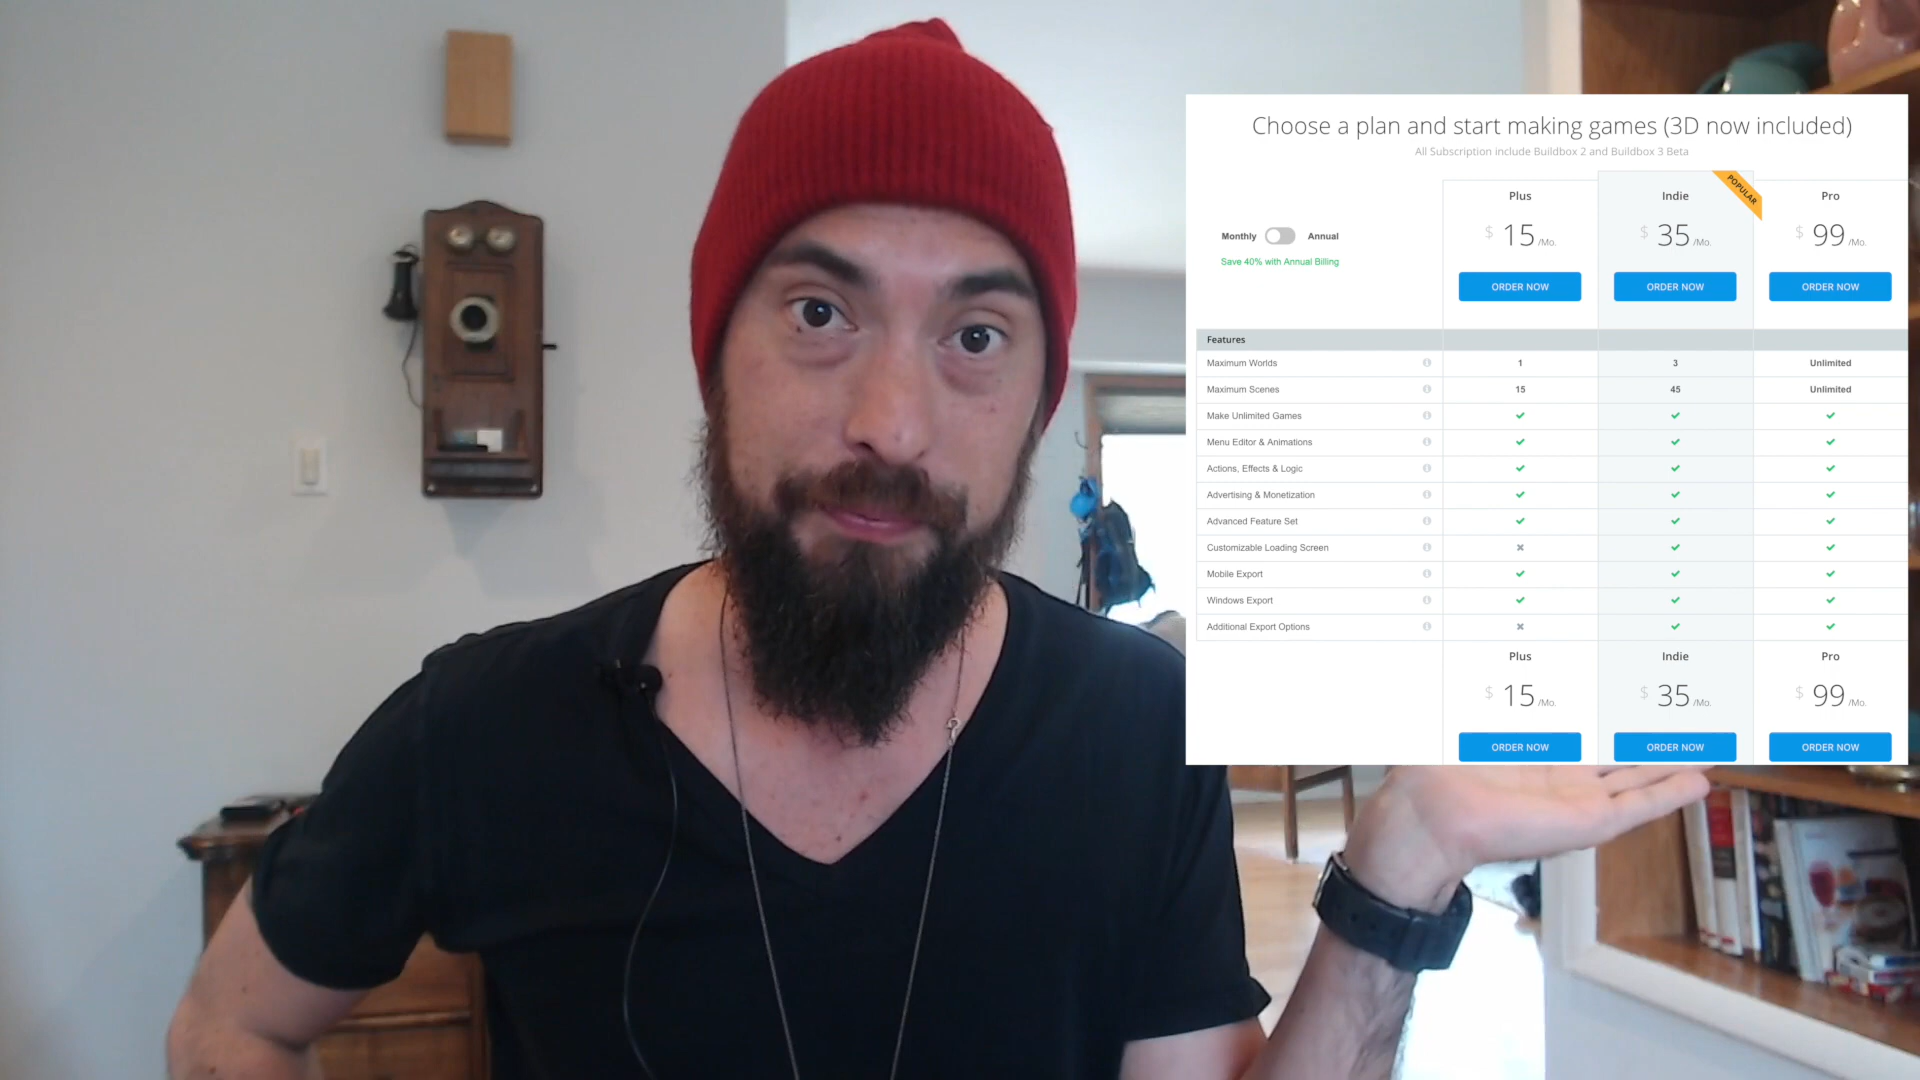 Choose a plan and start making games (3D now included)
All Subscription include Buildbox 2 and Buildbox 3 Beta
POPULAR
Plus Indie Pro
Monthly Annual $ 15 /Mo. $ 35 /Mo. $ 99 /Mo.
Save 40% with Annual Billing
ORDER NOW ORDER NOW ORDER NOW
Features
Maximum Worlds 1 3 Unlimited
Maximum Scenes 15 45 Unlimited
Make Unlimited Games
Menu Editor & Animations
Actions, Effects & Logic
Advertising & Monetization
Advanced Feature Set
Customizable Loading Screen
Mobile Export
Windows Export
Additional Export Options
Plus Indie Pro
$ 15 /Mo. $ 35 /Mo. $ 99 /Mo.
ORDER NOW ORDER NOW ORDER NOW